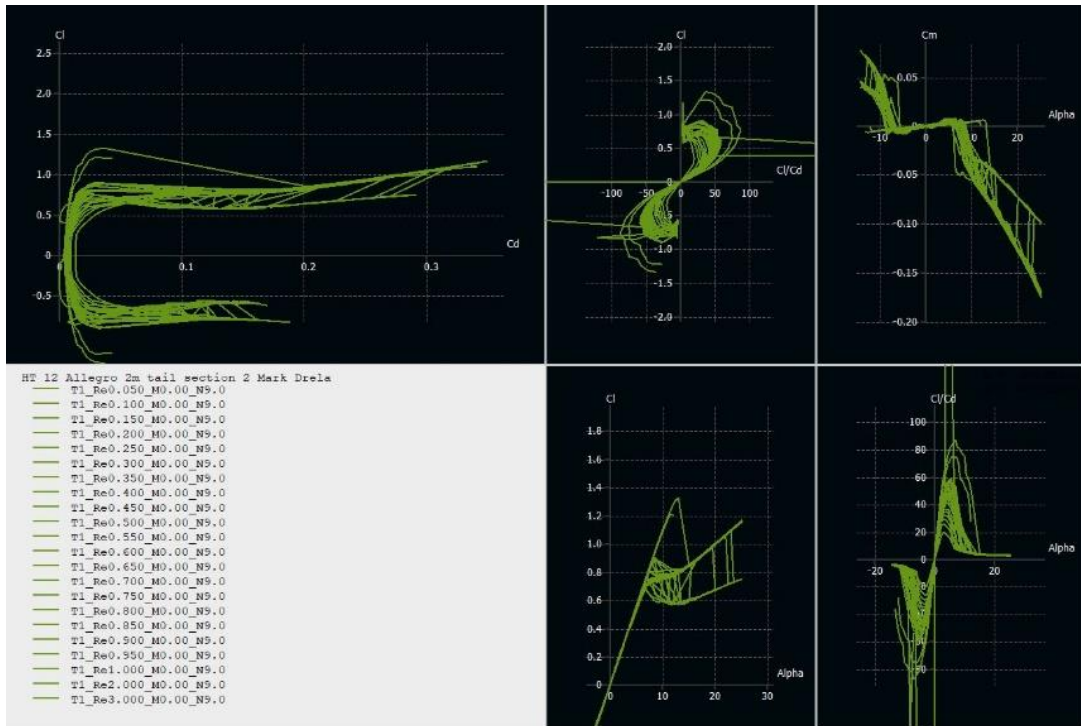 Cl
2.5
2.0
1.5
1.0
0.5
0
-0.5
0 0.1 0.2 0.3
Cd
Cl
2.0
1.5
1.0
0.5
Cl/Cd
-100 -50 0 50 100
-0.5
-1.0
-1.5
-2.0
Cm
0.05
Alpha
-10 0 10 20
-0.05
-0.10
-0.15
-0.20
HT 12 Allegro 2m tail section 2 Mark Drela
T1_Re0.050_M0.00_N9.0
T1_Re0.100_M0.00_N9.0
T1_Re0.150_M0.00_N9.0
T1_Re0.200_M0.00_N9.0
T1_Re0.250_M0.00_N9.0
T1_Re0.300_M0.00_N9.0
T1_Re0.350_M0.00_N9.0
T1_Re0.400_M0.00_N9.0
T1_Re0.450_M0.00_N9.0
T1_Re0.500_M0.00_N9.0
T1_Re0.550_M0.00_N9.0
T1_Re0.600_M0.00_N9.0
T1_Re0.650_M0.00_N9.0
T1_Re0.700_M0.00_N9.0
T1_Re0.750_M0.00_N9.0
T1_Re0.800_M0.00_N9.0
T1_Re0.850_M0.00_N9.0
T1_Re0.900_M0.00_N9.0
T1_Re0.950_M0.00_N9.0
T1_Re1.000_M0.00_N9.0
T1_Re2.000_M0.00_N9.0
T1_Re3.000_M0.00_N9.0
Cl
1.8
1.6
1.4
1.2
1.0
0.8
0.6
0.4
0.2
0
Alpha
0 10 20 30
Cl/Cd
100
80
60
40
20
0
Alpha
-20 0 20